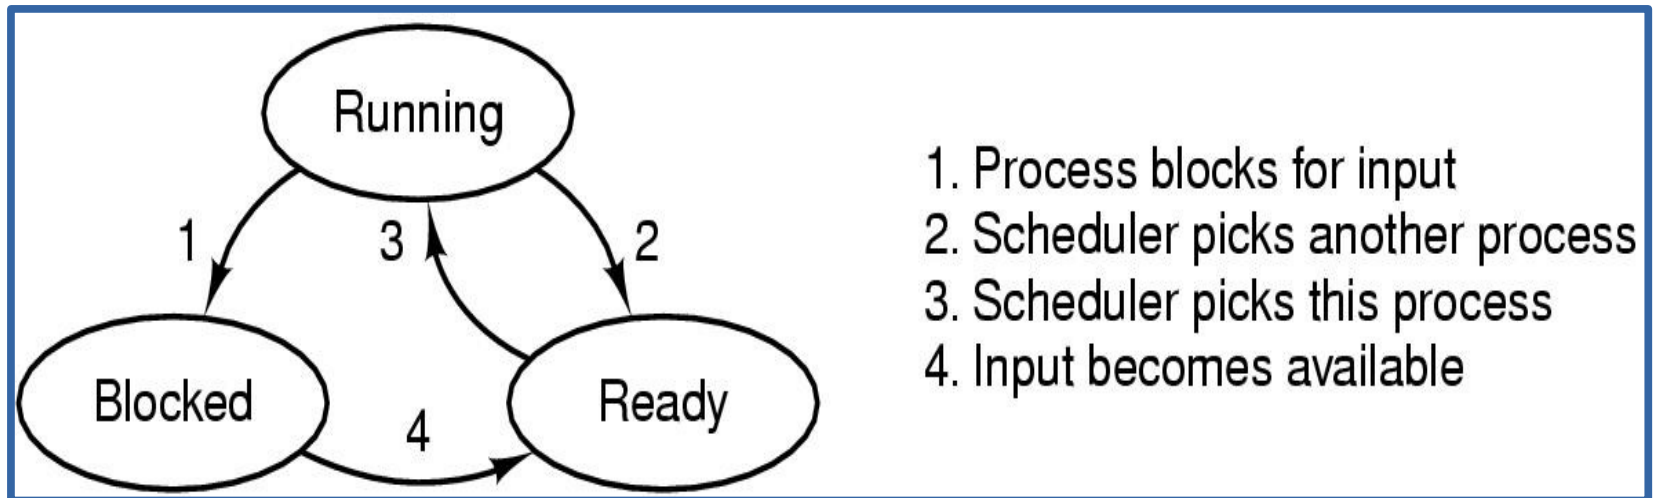 Running
1
3
2
Blocked
4
Ready
1. Process blocks for input
2. Scheduler picks another process
3. Scheduler picks this process
4. Input becomes available